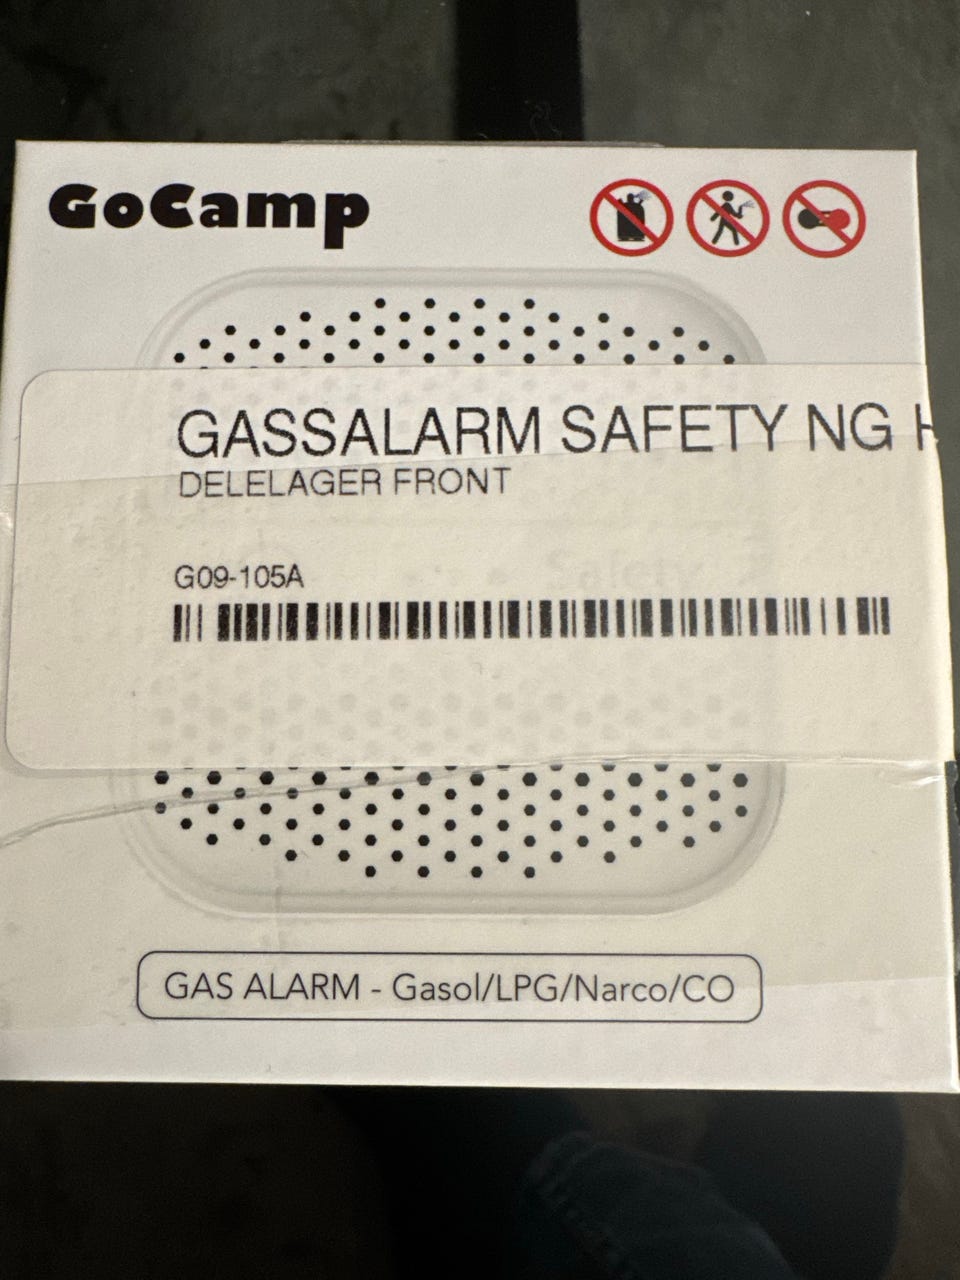 GoCamp
GASSALARM SAFETY NG
DELELAGER FRONT
G09-105A
GAS ALARM - Gasol/LPG/Narco/CO